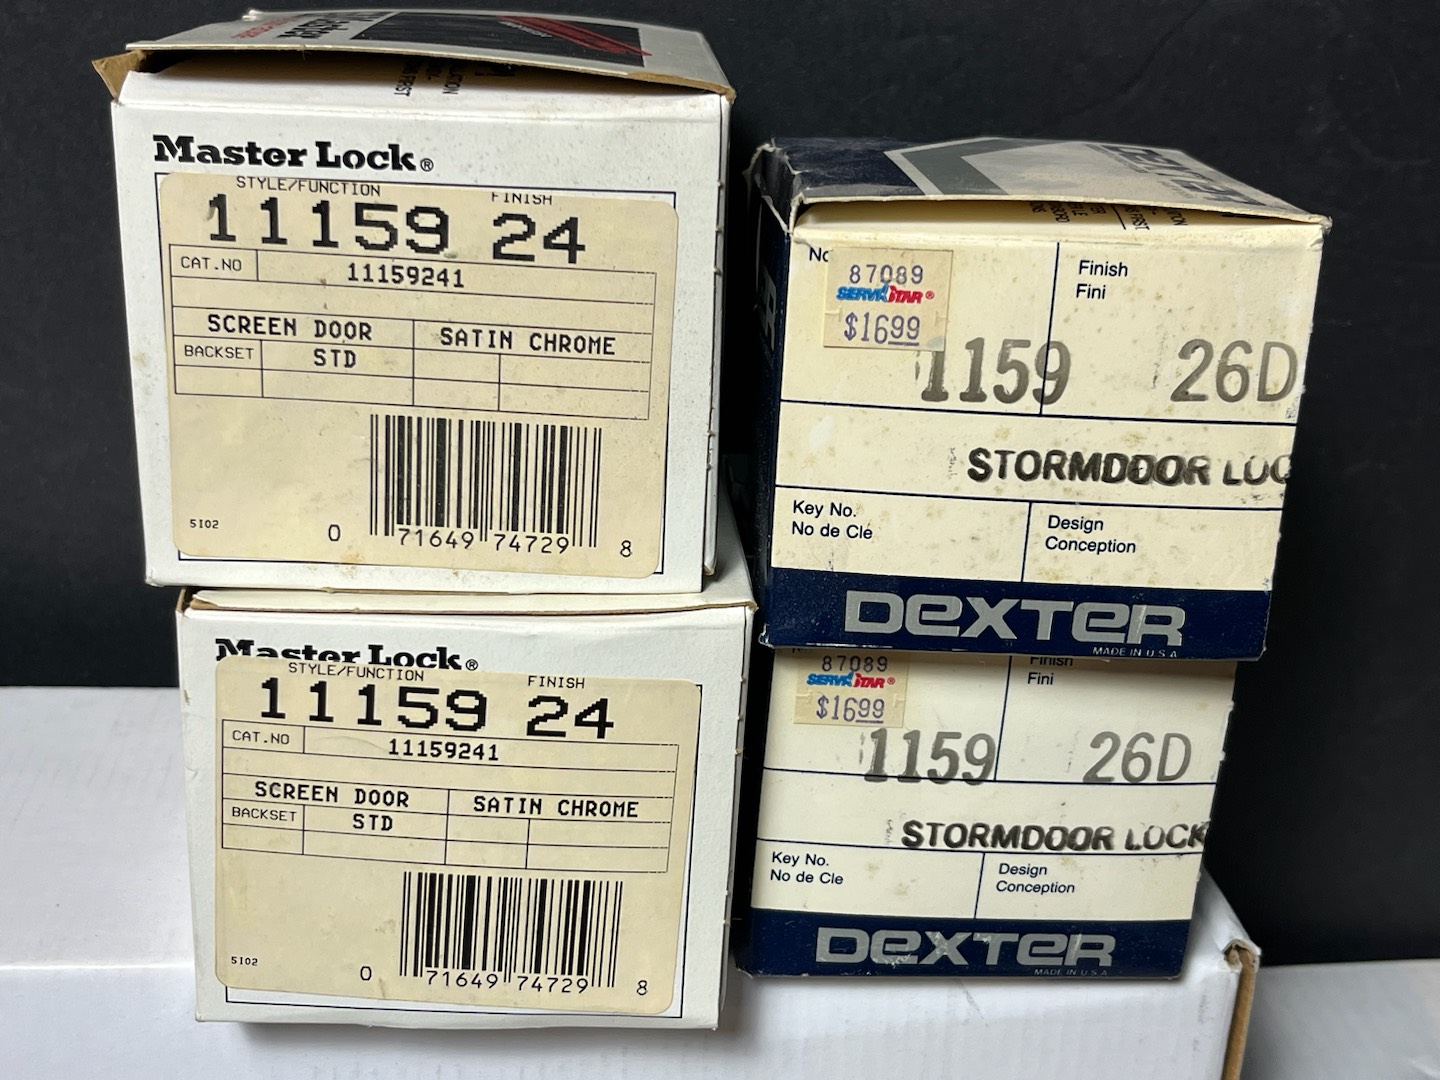 Master Lock®
STYLE/FUNCTION FINISH
11159 24
CAT.NO 11159241
SCREEN DOOR SATIN CHROME
BACKSET STD
5I02
0 71649 74729 8
Master Lock®
STYLE/FUNCTION FINISH
11159 24
CAT.NO 11159241
SCREEN DOOR SATIN CHROME
BACKSET STD
5I02
0 71649 74729 8
DEXTER
No
87089
SERVISTAR®
$1699
Finish
Fini
1159 26D
STORMDOOR LOC
Key No.
No de Cle
Design
Conception
DEXTER
MADE IN U.S.A
87089
SERVISTAR®
$1699
Finish
Fini
1159 26D
STORMDOOR LOCK
Key No.
No de Cle
Design
Conception
DEXTER
MADE IN U.S.A